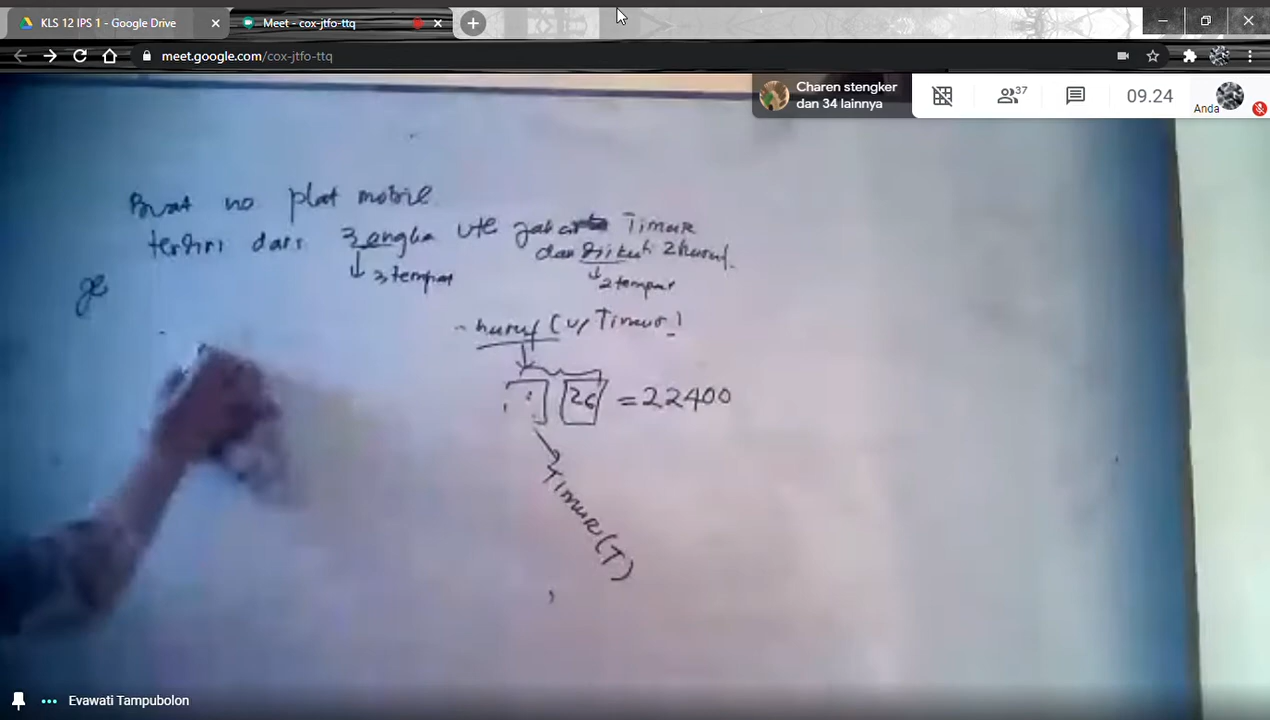 KLS 12 IPS 1 - Google Drive
Meet - cox-jtfo-ttq
meet.google.com/cox-jtfo-ttq
Charen stengker
dan 34 lainnya
37
09.24
Anda
Buat no plat mobil
terdiri dari 3 angka utk Jakarta Timur
dan diikuti 2 huruf.
3 tempat
2 tempat
huruf (u/ Timur)
26 = 22400
Timur (T)
Evawati Tampubolon